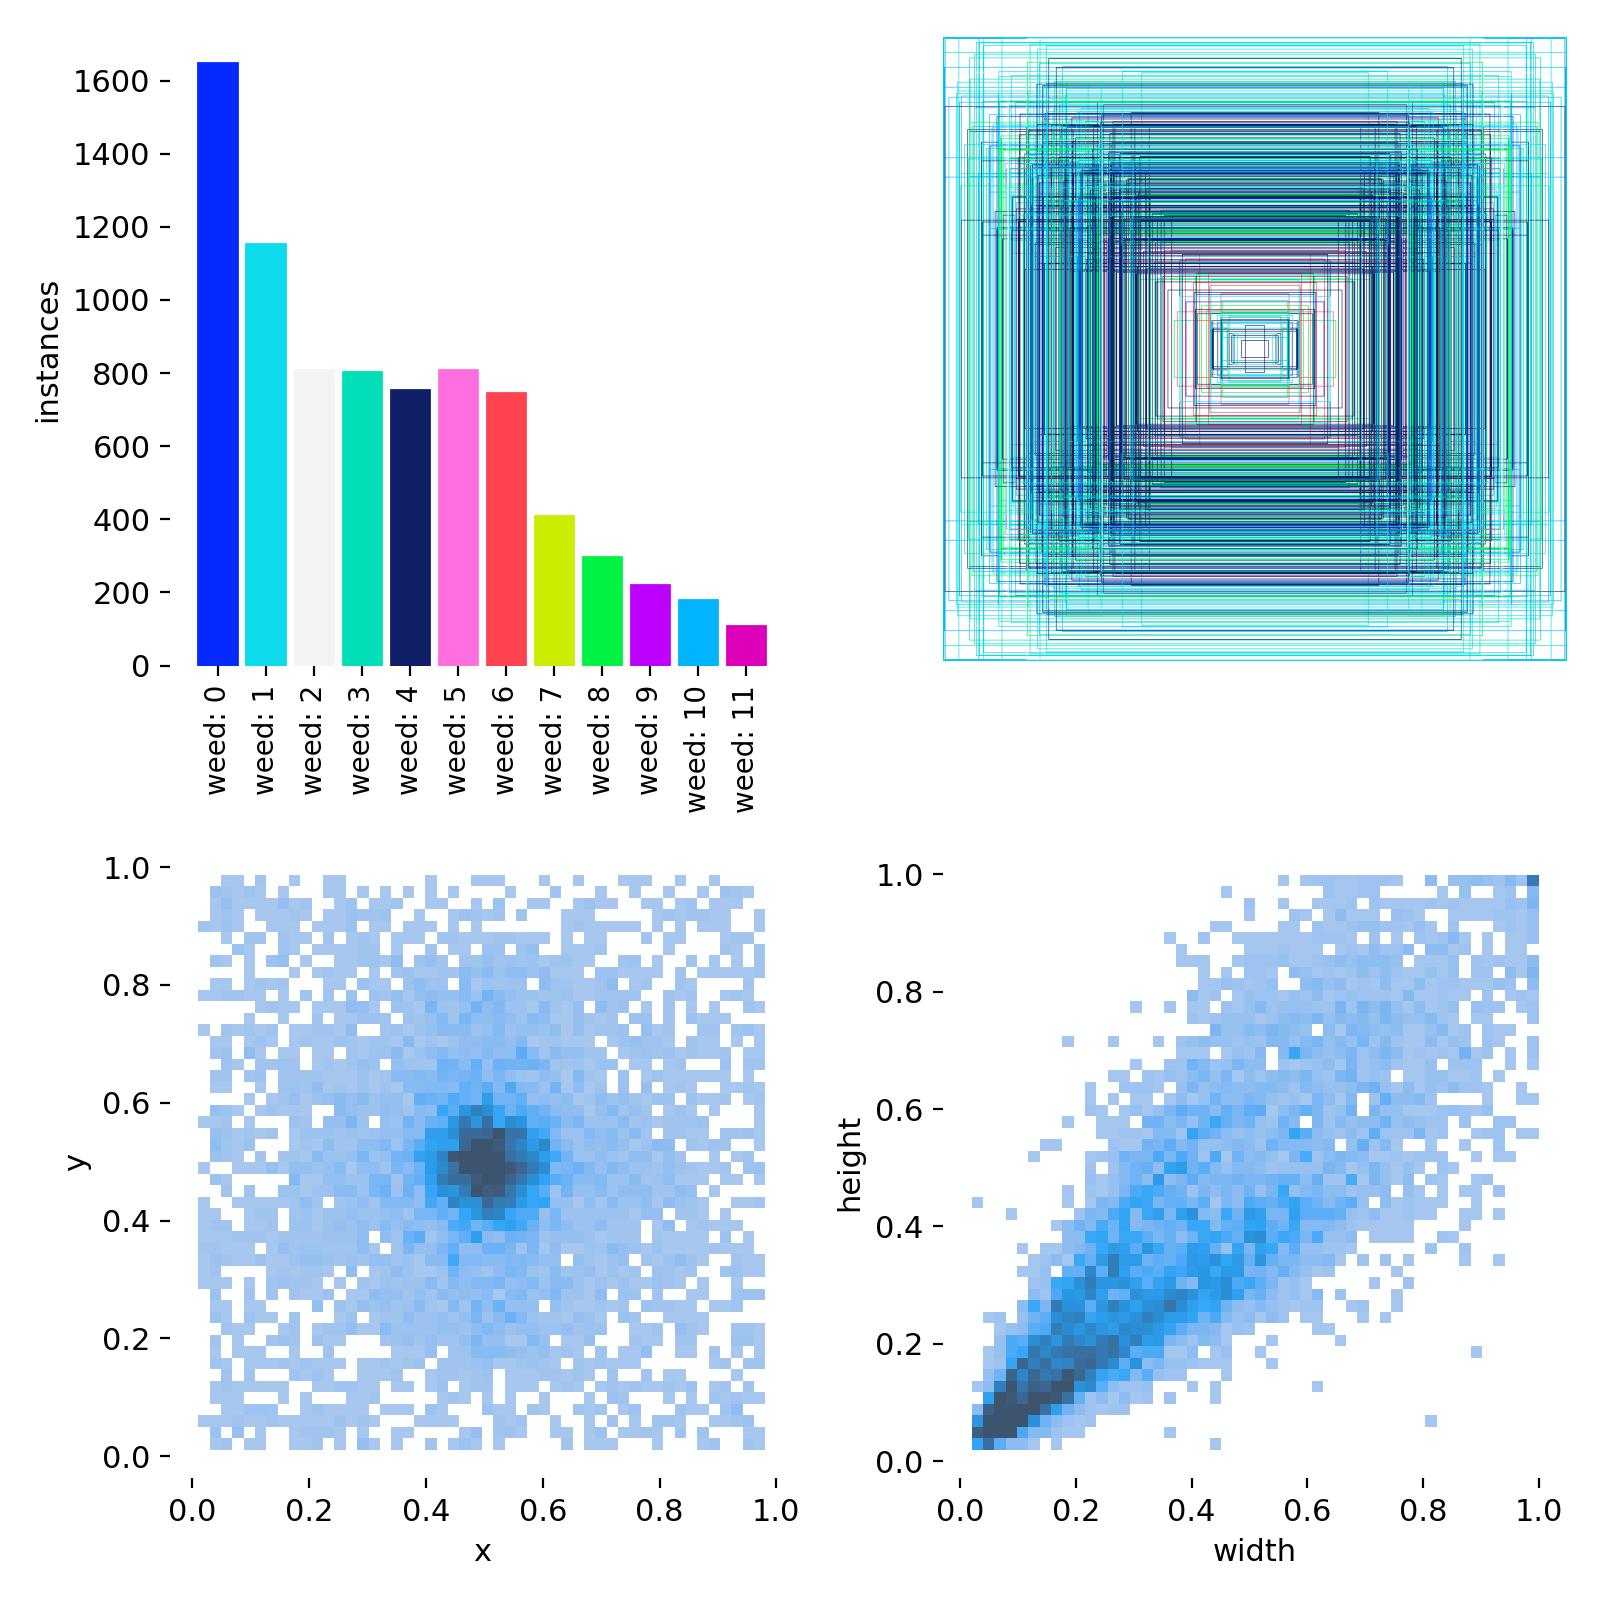 instances
1600
1400
1200
1000
800
600
400
200
0
weed: 0
weed: 1
weed: 2
weed: 3
weed: 4
weed: 5
weed: 6
weed: 7
weed: 8
weed: 9
weed: 10
weed: 11
y
1.0
0.8
0.6
0.4
0.2
0.0
0.0 0.2 0.4 0.6 0.8 1.0
x
height
1.0
0.8
0.6
0.4
0.2
0.0
0.0 0.2 0.4 0.6 0.8 1.0
width